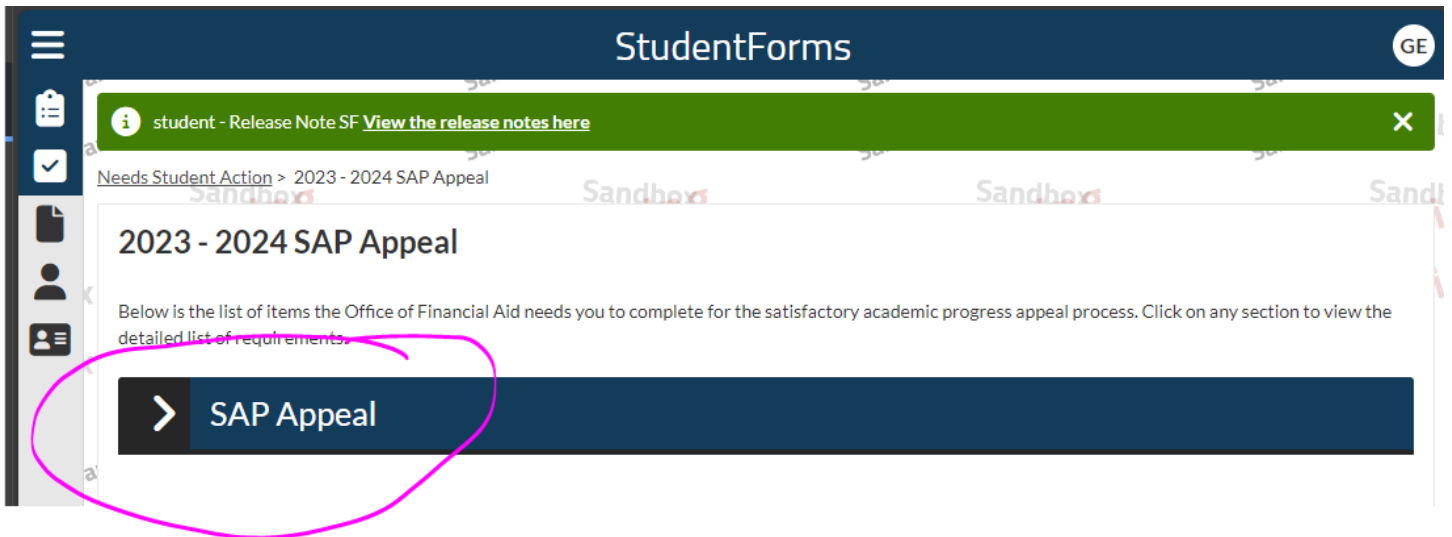 StudentForms
GE
student - Release Note SF View the release notes here
Needs Student Action > 2023 - 2024 SAP Appeal
Sandbox Sandbox Sandbox
2023 - 2024 SAP Appeal
Below is the list of items the Office of Financial Aid needs you to complete for the satisfactory academic progress appeal process. Click on any section to view the
detailed list of requirements.
SAP Appeal